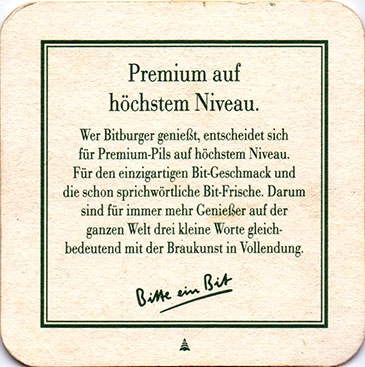 Premium auf
höchstem Niveau.
Wer Bitburger genießt, entscheidet sich
für Premium-Pils auf höchstem Niveau.
Für den einzigartigen Bit-Geschmack und
die schon sprichwörtliche Bit-Frische. Darum
sind für immer mehr Genießer auf der
ganzen Welt drei kleine Worte gleich-
bedeutend mit der Braukunst in Vollendung.
Bitte ein Bit